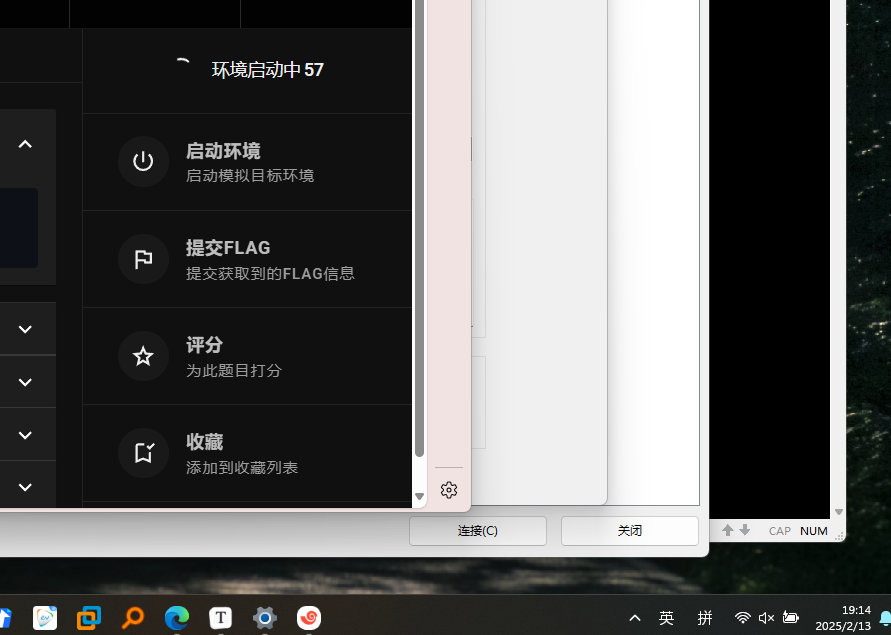 环境启动中 57
启动环境
启动模拟目标环境
提交FLAG
提交获取到的FLAG信息
评分
为此题目打分
收藏
添加到收藏列表
连接(C)
关闭
CAP NUM
T
英 拼
19:14
2025/2/13